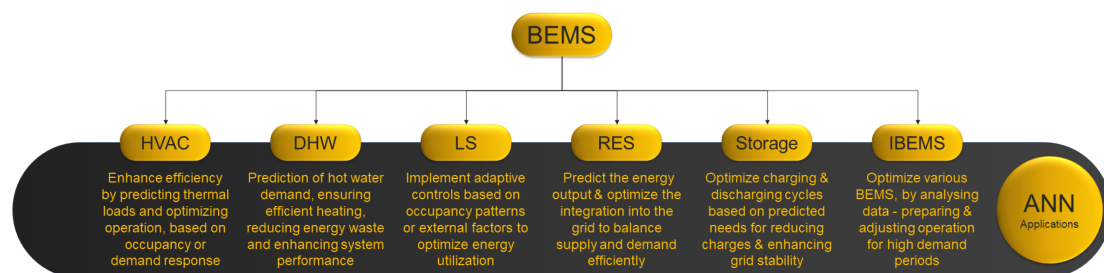 BEMS
HVAC
Enhance efficiency
by predicting thermal
loads and optimizing
operation, based on
occupancy or
demand response
DHW
Prediction of hot water
demand, ensuring
efficient heating,
reducing energy waste
and enhancing system
performance
LS
Implement adaptive
controls based on
occupancy patterns
or external factors to
optimize energy
utilization
RES
Predict the energy
output & optimize the
integration into the
grid to balance
supply and demand
efficiently
Storage
Optimize charging &
discharging cycles
based on predicted
needs for reducing
charges & enhancing
grid stability
IBEMS
Optimize various
BEMS, by analysing
data - preparing &
adjusting operation
for high demand
periods
ANN
Applications